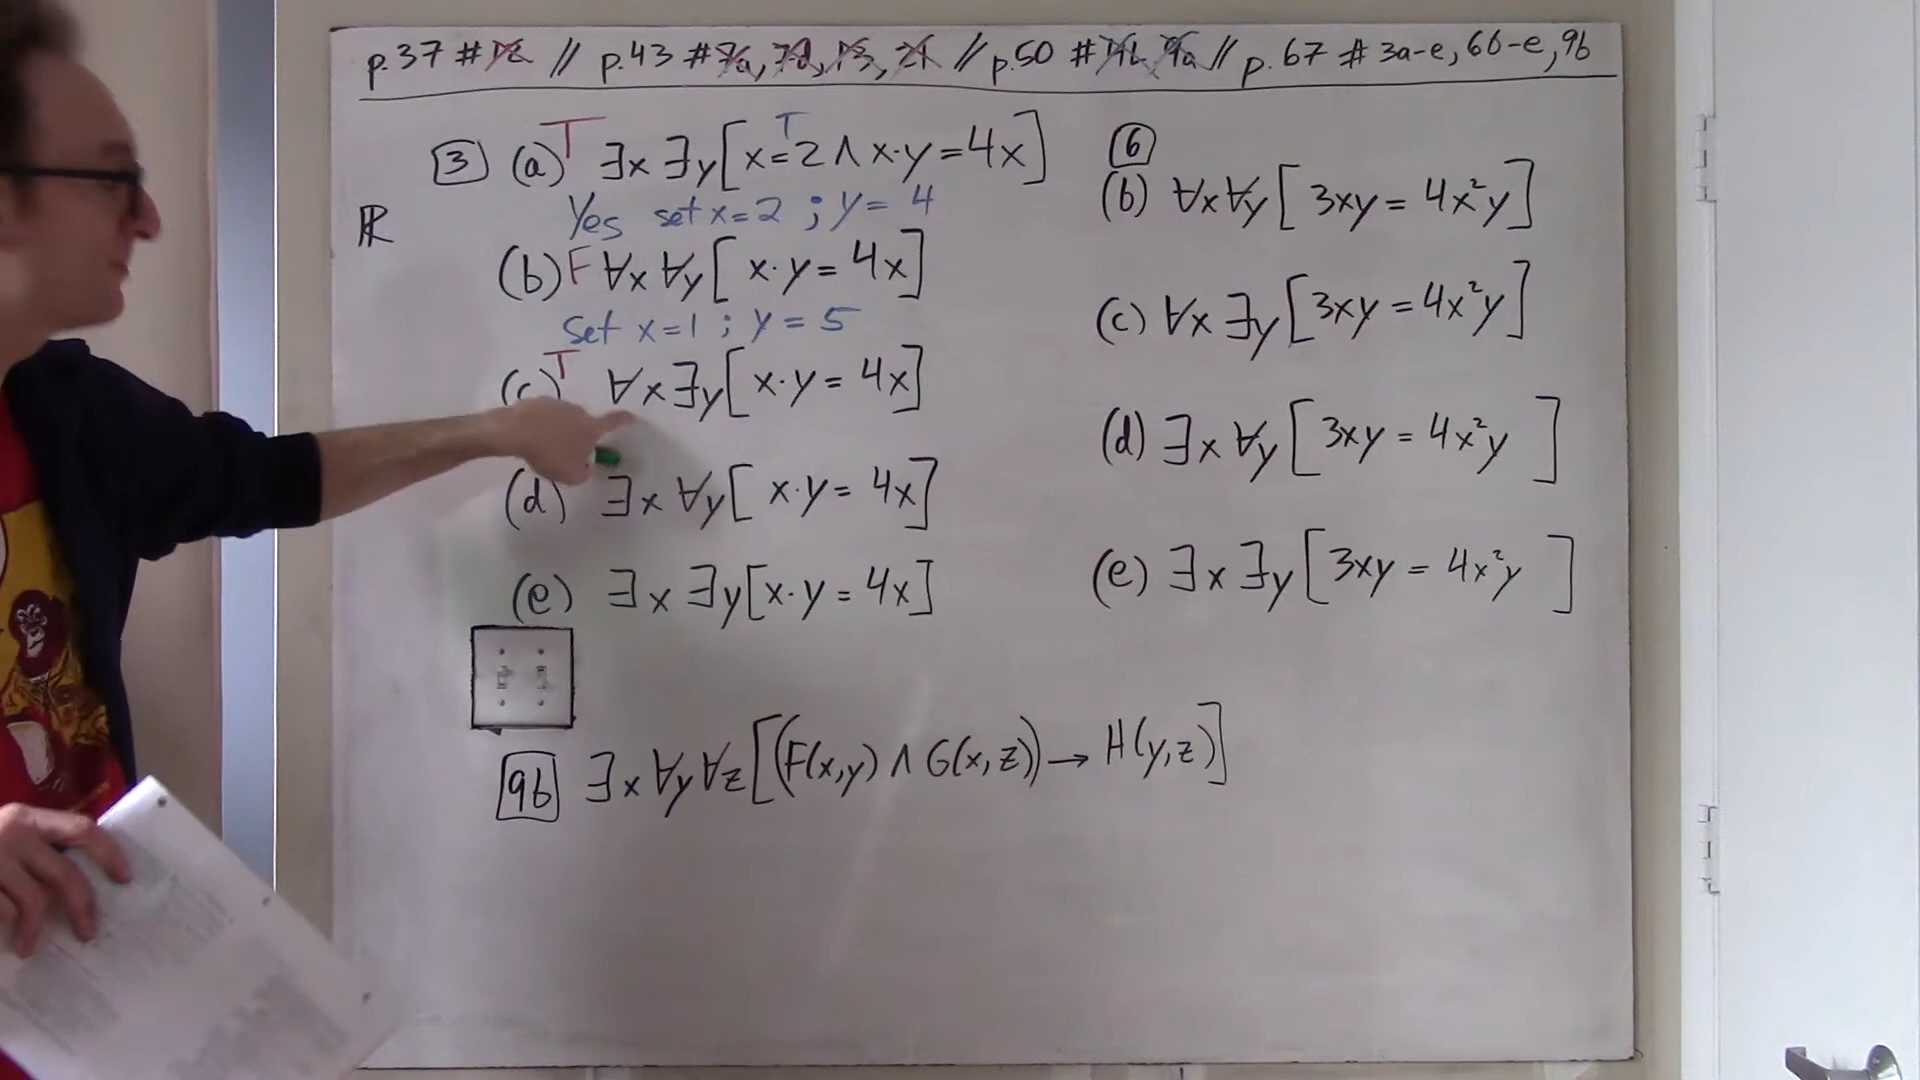 p.37 #12 // p.43 #7a, 7d, 13, 21 // p.50 #4b 9a // p.67 # 3a-e, 6b-e, 9b
3 (a) T ∃x ∃y[x=2 ∧ x·y=4x]
T
Yes set x=2 ; y=4
ℝ
(b) F ∀x ∀y[x·y=4x]
Set x=1 ; y=5
(c) T ∀x ∃y[x·y=4x]
(d) ∃x ∀y[x·y=4x]
(e) ∃x ∃y[x·y=4x]
6
(b) ∀x ∀y[3xy=4x²y]
(c) ∀x ∃y[3xy=4x²y]
(d) ∃x ∀y[3xy=4x²y]
(e) ∃x ∃y[3xy=4x²y]
9b ∃x ∀y ∀z[(F(x,y) ∧ G(x,z)) → H(y,z)]